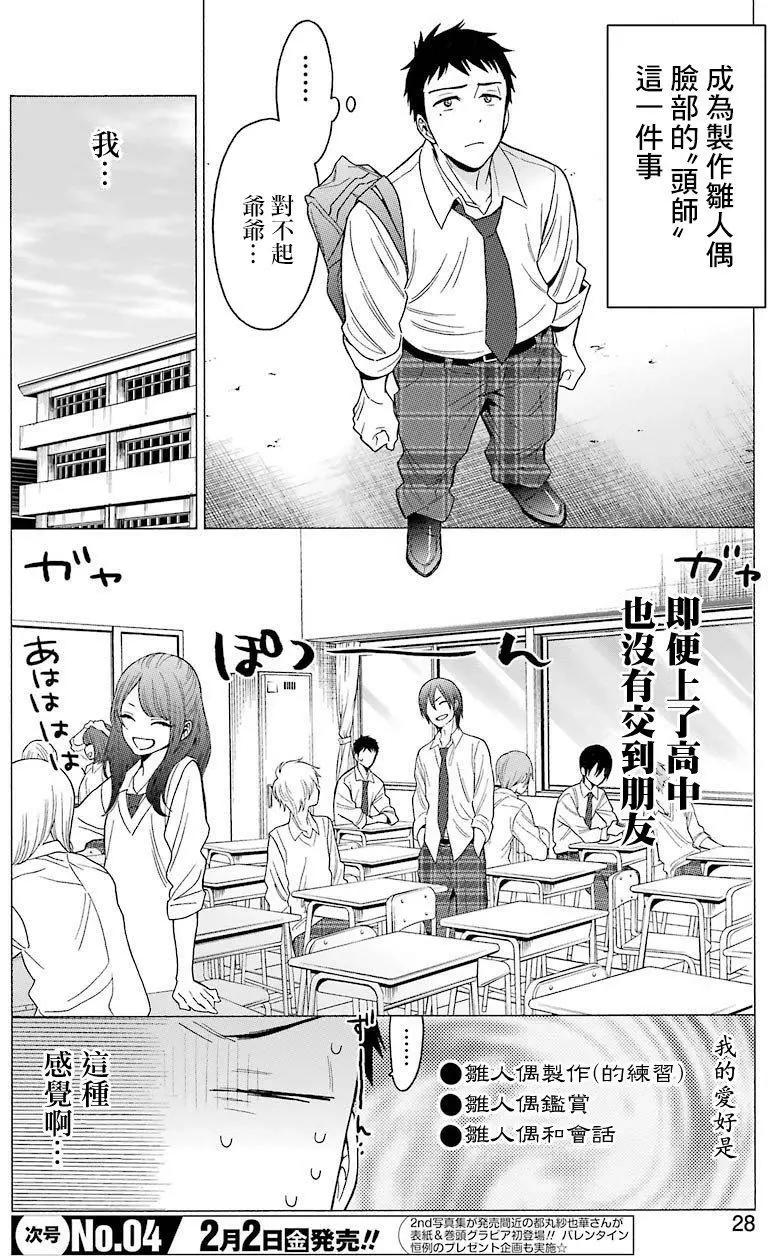 成為製作雛人偶
臉部的〝頭師〞
這一件事
……
對不起
爺爺…
我…
ガヤ
ガヤ
即便上了高中
也沒有交到朋友
ぽつーーん
あはははは
我的愛好是
●雛人偶製作(的練習)
●雛人偶鑑賞
●雛人偶和會話
……
ずーん
這種
感覺啊…
28
次号 No.04 2月2日㊎発売!!
2nd写真集が発売間近の都丸紗也華さんが
表紙&巻頭グラビア初登場!! バレンタイン
恒例のプレゼント企画も実施☆